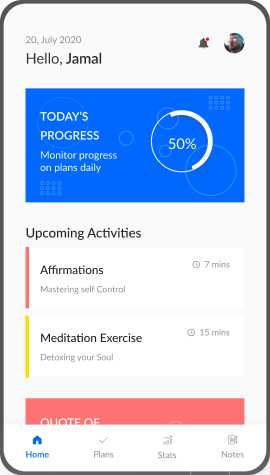 20, July 2020
Hello, Jamal
TODAY'S
PROGRESS
Monitor progress
on plans daily
50%
Upcoming Activities
Affirmations
7 mins
Mastering self Control
Meditation Exercise
15 mins
Detoxing your Soul
QUOTE OF
Home
Plans
Stats
Notes